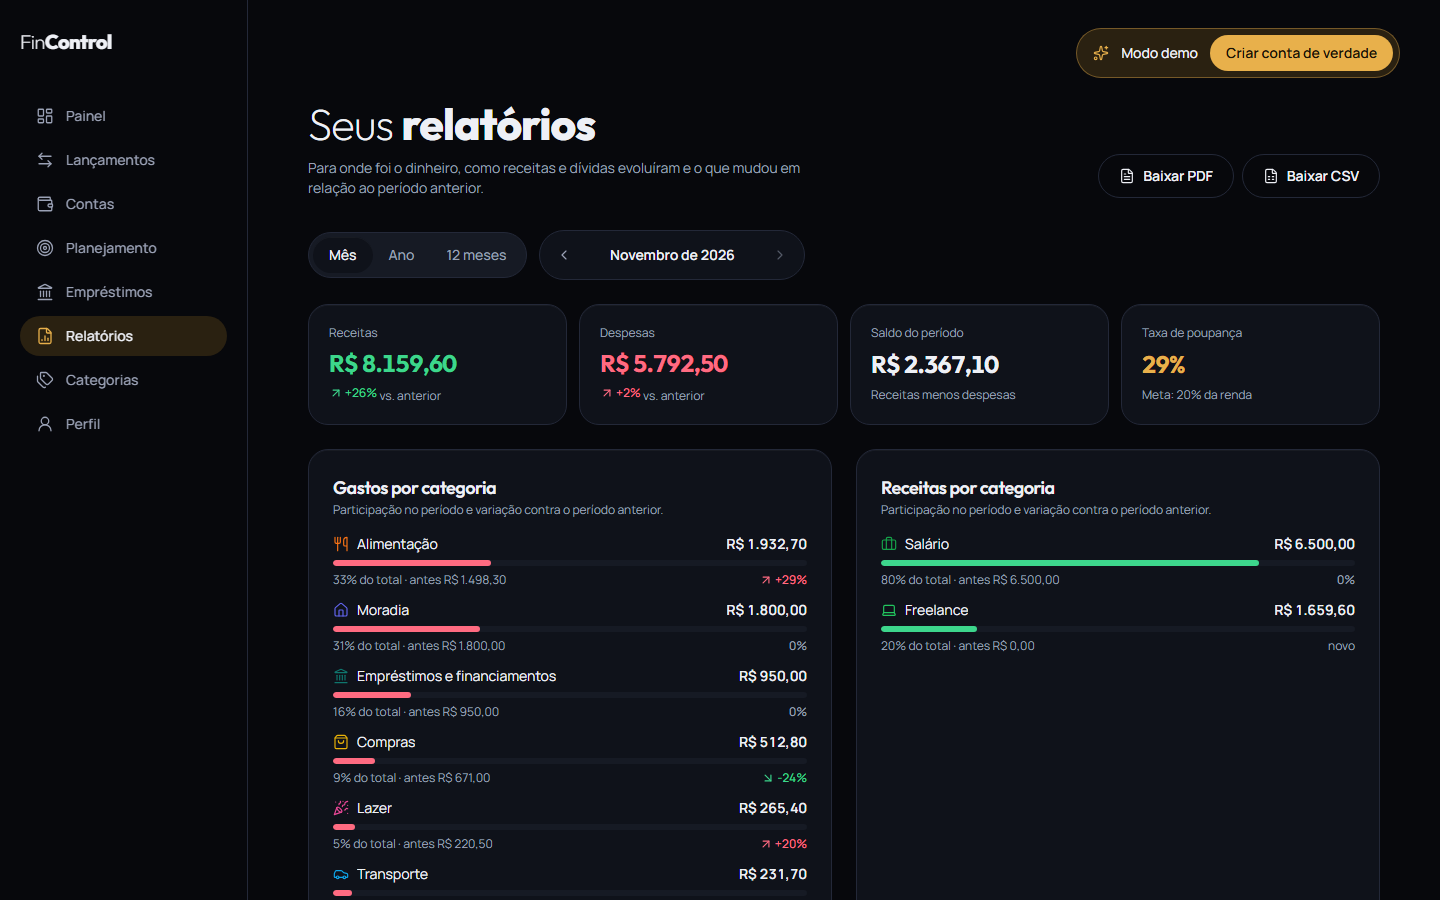 FinControl
Modo demo
Criar conta de verdade
Painel
Lançamentos
Contas
Planejamento
Empréstimos
Relatórios
Categorias
Perfil
Seus relatórios
Para onde foi o dinheiro, como receitas e dívidas evoluíram e o que mudou em
relação ao período anterior.
Baixar PDF
Baixar CSV
Mês
Ano
12 meses
Novembro de 2026
Receitas
R$ 8.159,60
+26% vs. anterior
Despesas
R$ 5.792,50
+2% vs. anterior
Saldo do período
R$ 2.367,10
Receitas menos despesas
Taxa de poupança
29%
Meta: 20% da renda
Gastos por categoria
Participação no período e variação contra o período anterior.
Alimentação R$ 1.932,70
33% do total · antes R$ 1.498,30 +29%
Moradia R$ 1.800,00
31% do total · antes R$ 1.800,00 0%
Empréstimos e financiamentos R$ 950,00
16% do total · antes R$ 950,00 0%
Compras R$ 512,80
9% do total · antes R$ 671,00 -24%
Lazer R$ 265,40
5% do total · antes R$ 220,50 +20%
Transporte R$ 231,70
Receitas por categoria
Participação no período e variação contra o período anterior.
Salário R$ 6.500,00
80% do total · antes R$ 6.500,00 0%
Freelance R$ 1.659,60
20% do total · antes R$ 0,00 novo